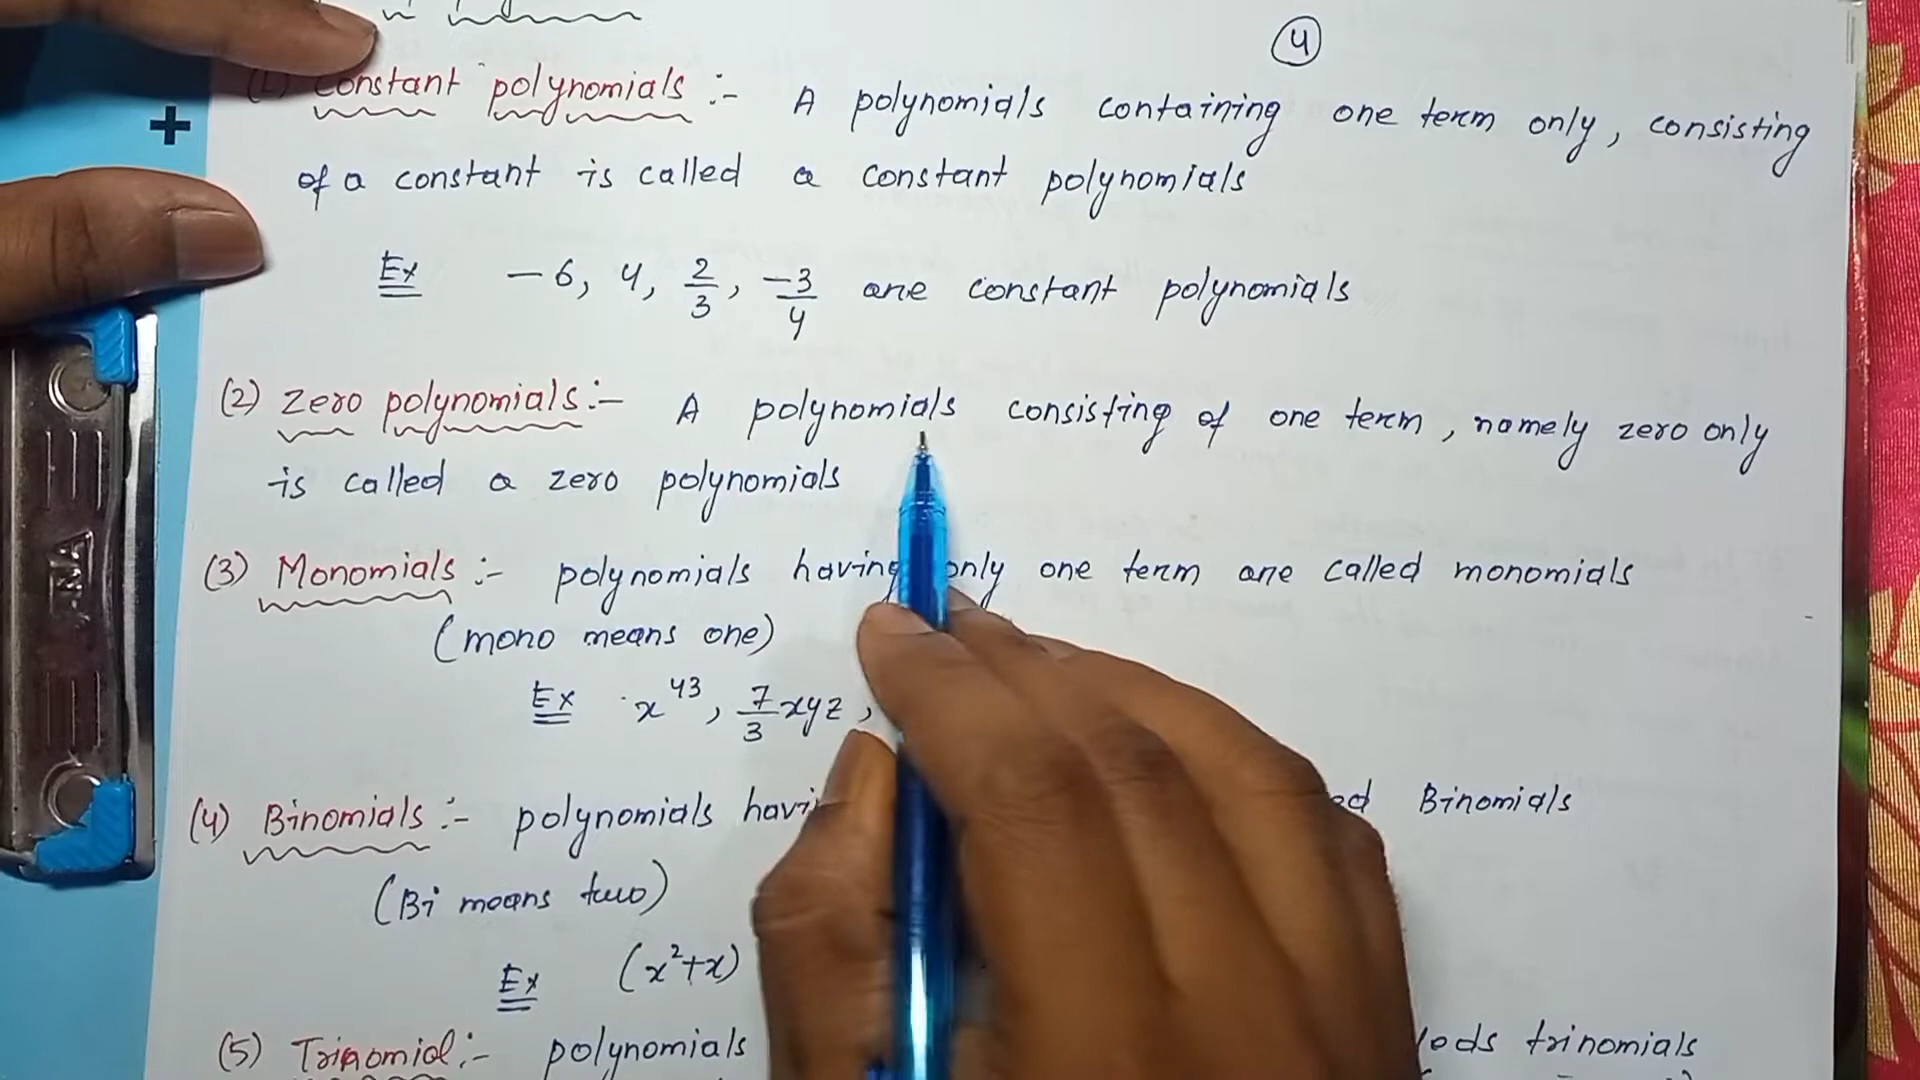 4
(1) Constant polynomials :- A polynomials containing one term only, consisting
of a constant is called a constant polynomials
Ex -6, 4, 2/3, -3/4 are constant polynomials
(2) Zero polynomials :- A polynomials consisting of one term, namely zero only
is called a zero polynomials
(3) Monomials :- polynomials having only one term are called monomials
(mono means one)
Ex x^43, 7/3 xyz,
(4) Binomials :- polynomials Binomials
(Bi means two)
Ex (x²+x)
(5) Trinomial :- polynomials trinomials